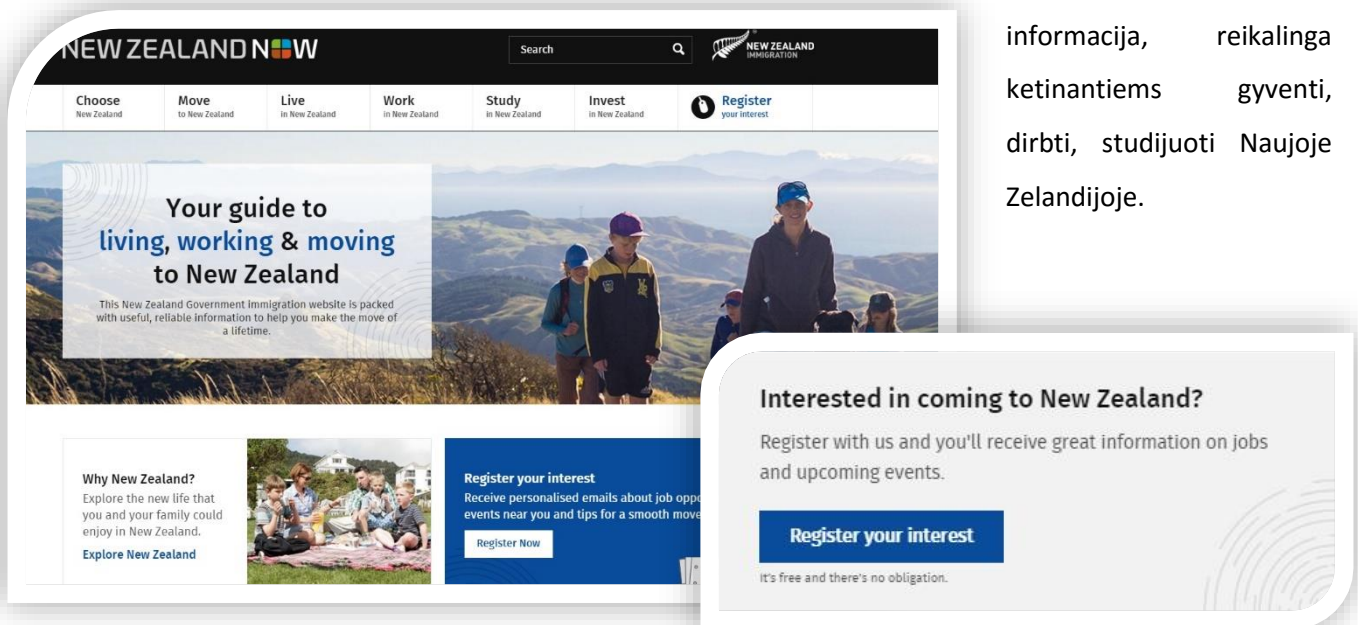 NEW ZEALAND NOW
Search
NEW ZEALAND
IMMIGRATION
Choose
New Zealand
Move
to New Zealand
Live
in New Zealand
Work
in New Zealand
Study
in New Zealand
Invest
in New Zealand
Register
your interest
Your guide to
living, working & moving
to New Zealand
This New Zealand Government immigration website is packed
with useful, reliable information to help you make the move of
a lifetime.
Why New Zealand?
Explore the new life that
you and your family could
enjoy in New Zealand.
Explore New Zealand
Register your interest
Receive personalised emails about job oppo
events near you and tips for a smooth move
Register Now
informacija, reikalinga
ketinantiems gyventi,
dirbti, studijuoti Naujoje
Zelandijoje.
Interested in coming to New Zealand?
Register with us and you'll receive great information on jobs
and upcoming events.
Register your interest
It's free and there's no obligation.